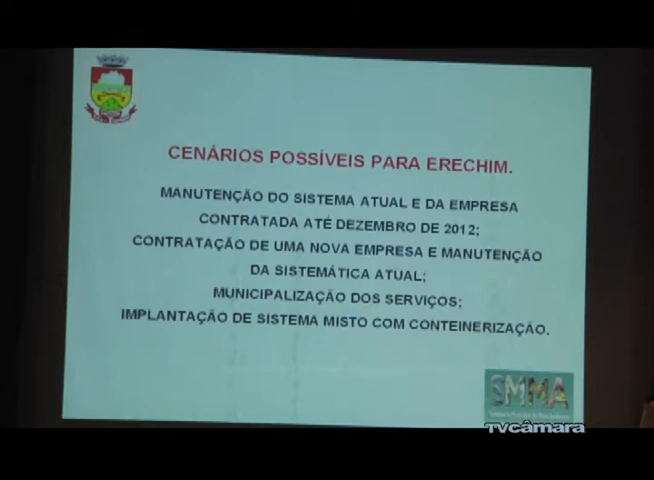 CENÁRIOS POSSÍVEIS PARA ERECHIM.
MANUTENÇÃO DO SISTEMA ATUAL E DA EMPRESA
CONTRATADA ATÉ DEZEMBRO DE 2012;
CONTRATAÇÃO DE UMA NOVA EMPRESA E MANUTENÇÃO
DA SISTEMÁTICA ATUAL;
MUNICIPALIZAÇÃO DOS SERVIÇOS;
IMPLANTAÇÃO DE SISTEMA MISTO COM CONTEINERIZAÇÃO.
SMMA
TVCâmara